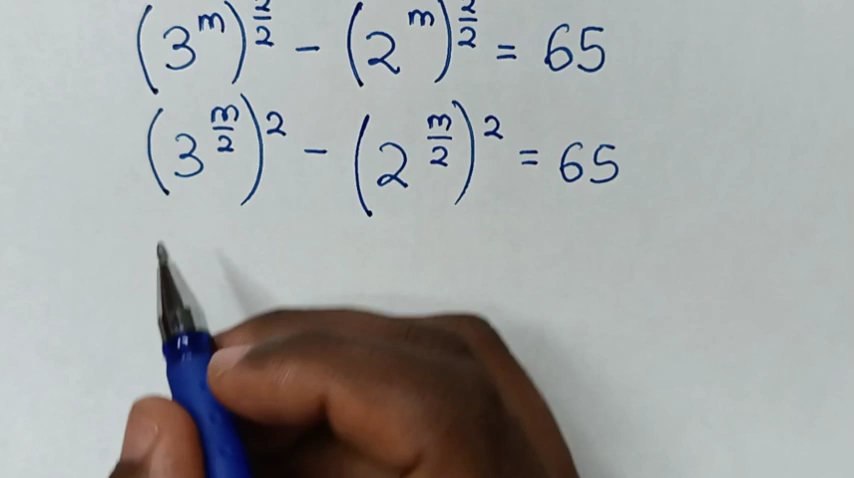 (3^m)^{2/2} - (2^m)^{2/2} = 65
(3^{m/2})^2 - (2^{m/2})^2 = 65